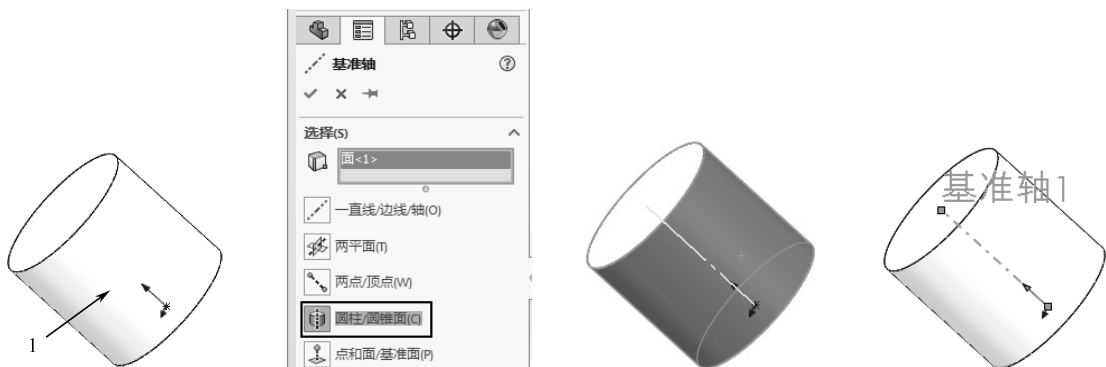 基准轴
选择(S)
面<1>
一直线/边线/轴(O)
两平面(T)
两点/顶点(W)
圆柱/圆锥面(C)
点和面/基准面(P)
1
基准轴1